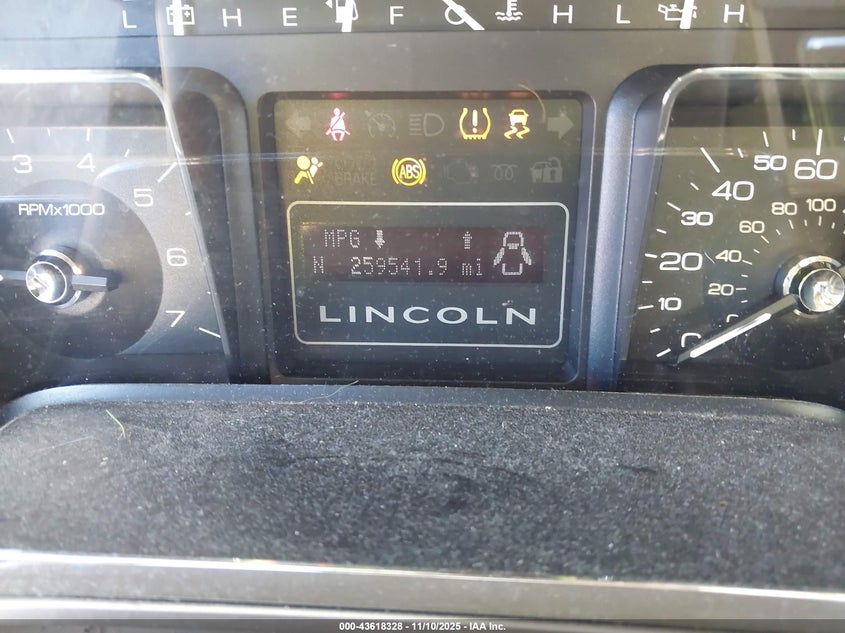 L H E F C H L H
3 4 5
50 60
ABS
BRAKE
40
RPMx1000
80 100
30
60
MPG
20
40
N 259541.9 mi
20
10
7
LINCOLN
0
000-43618328 - 11/10/2025 - IAA Inc.